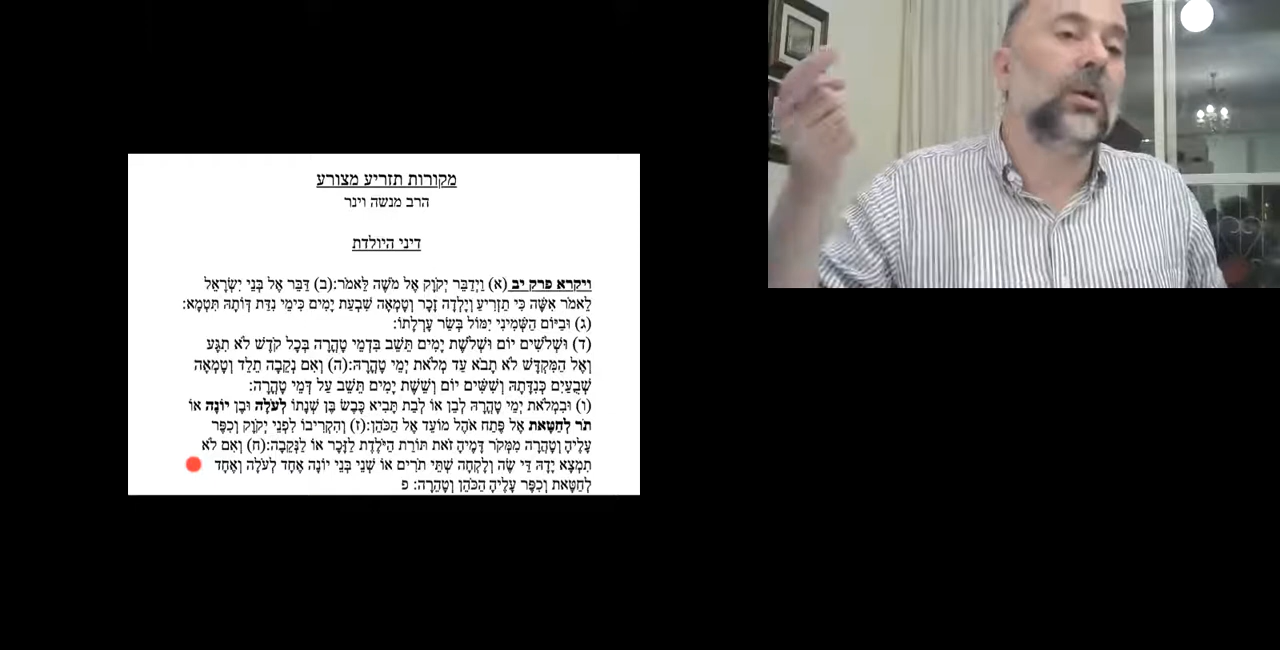 מקורות תזריע מצורע
הרב מנשה וינר
דיני היולדת
ויקרא פרק יב (א) וַיְדַבֵּר יְקֹוָק אֶל מֹשֶׁה לֵּאמֹר:(ב) דַּבֵּר אֶל בְּנֵי יִשְׂרָאֵל
לֵאמֹר אִשָּׁה כִּי תַזְרִיעַ וְיָלְדָה זָכָר וְטָמְאָה שִׁבְעַת יָמִים כִּימֵי נִדַּת דְּוֹתָהּ תִּטְמָא:
(ג) וּבַיּוֹם הַשְּׁמִינִי יִמּוֹל בְּשַׂר עָרְלָתוֹ:
(ד) וּשְׁלֹשִׁים יוֹם וּשְׁלֹשֶׁת יָמִים תֵּשֵׁב בִּדְמֵי טָהֳרָה בְּכָל קֹדֶשׁ לֹא תִגָּע
וְאֶל הַמִּקְדָּשׁ לֹא תָבֹא עַד מְלֹאת יְמֵי טָהֳרָהּ:(ה) וְאִם נְקֵבָה תֵלֵד וְטָמְאָה
שְׁבֻעַיִם כְּנִדָּתָהּ וְשִׁשִּׁים יוֹם וְשֵׁשֶׁת יָמִים תֵּשֵׁב עַל דְּמֵי טָהֳרָה:
(ו) וּבִמְלֹאת יְמֵי טָהֳרָהּ לְבֵן אוֹ לְבַת תָּבִיא כֶּבֶשׂ בֶּן שְׁנָתוֹ לְעֹלָה וּבֶן יוֹנָה אוֹ
תֹר לְחַטָּאת אֶל פֶּתַח אֹהֶל מוֹעֵד אֶל הַכֹּהֵן:(ז) וְהִקְרִיבוֹ לִפְנֵי יְקֹוָק וְכִפֶּר
עָלֶיהָ וְטָהֲרָה מִמְּקֹר דָּמֶיהָ זֹאת תּוֹרַת הַיֹּלֶדֶת לַזָּכָר אוֹ לַנְּקֵבָה:(ח) וְאִם לֹא
תִמְצָא יָדָהּ דֵּי שֶׂה וְלָקְחָה שְׁתֵּי תֹרִים אוֹ שְׁנֵי בְּנֵי יוֹנָה אֶחָד לְעֹלָה וְאֶחָד
לְחַטָּאת וְכִפֶּר עָלֶיהָ הַכֹּהֵן וְטָהֵרָה: פ